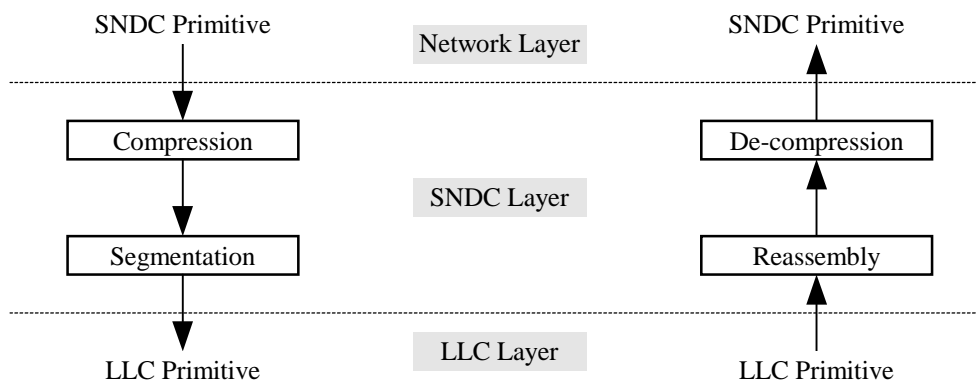 SNDC Primitive
Network Layer
SNDC Primitive
Compression
De-compression
SNDC Layer
Segmentation
Reassembly
LLC Layer
LLC Primitive
LLC Primitive